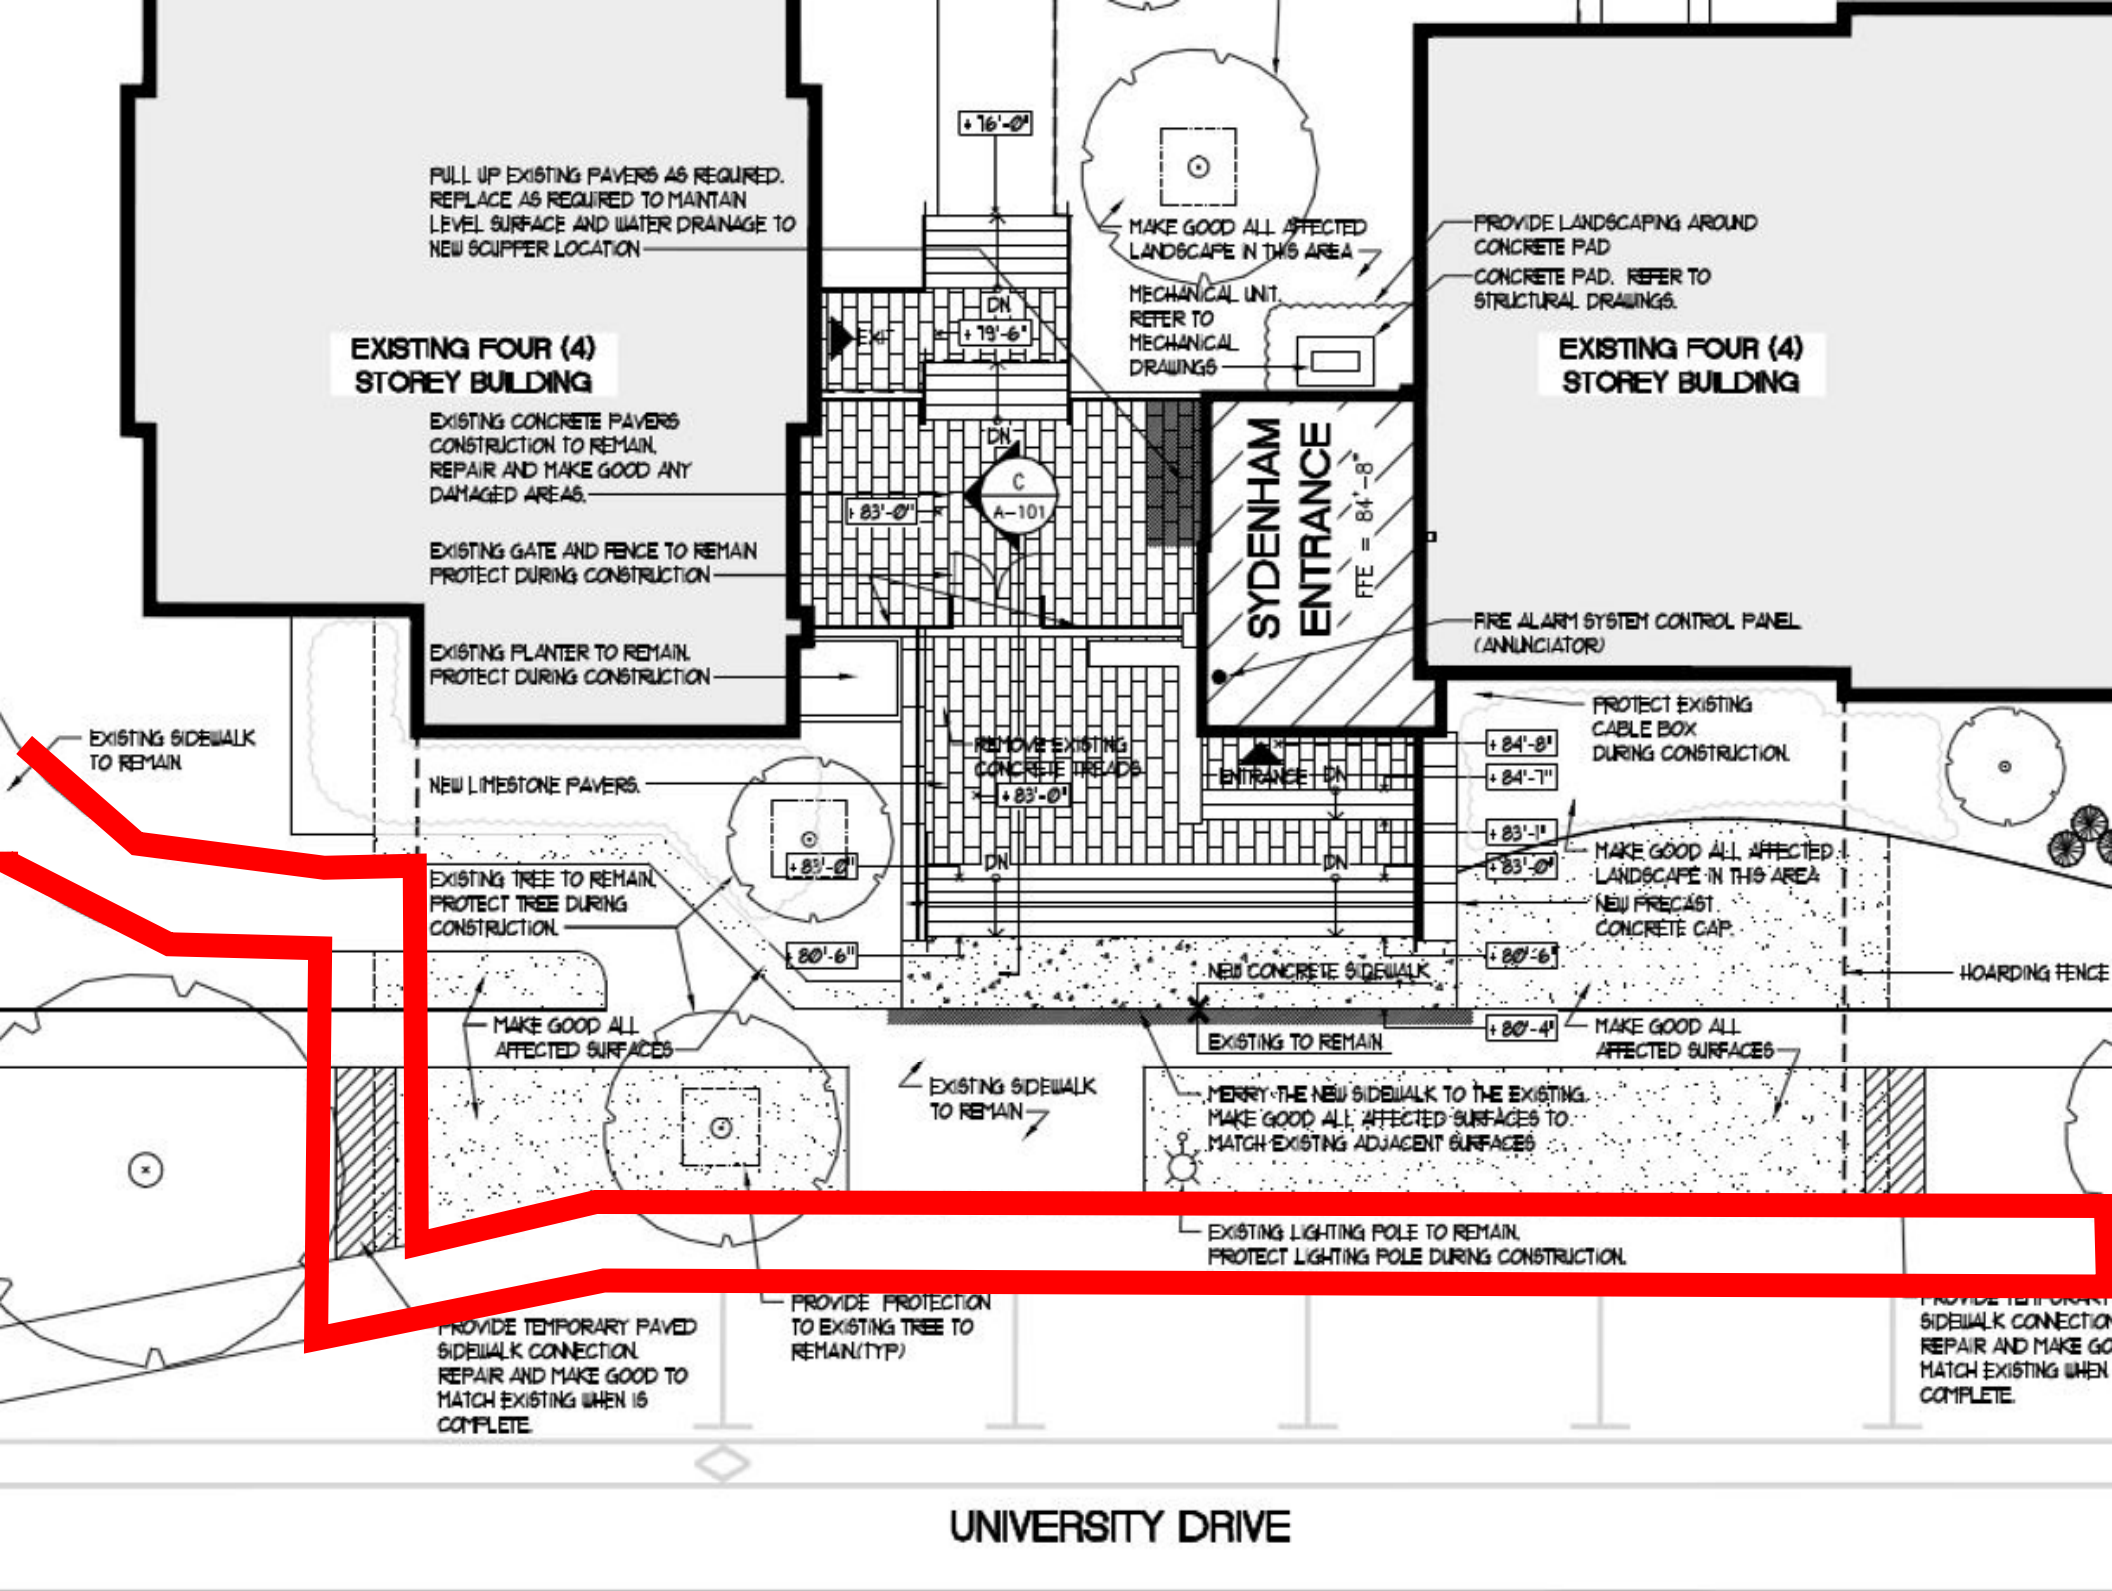 + 76'-0"
PULL UP EXISTING PAVERS AS REQUIRED.
REPLACE AS REQUIRED TO MAINTAIN
LEVEL SURFACE AND WATER DRAINAGE TO
NEW SCUPPER LOCATION
MAKE GOOD ALL AFFECTED
LANDSCAPE IN THIS AREA
PROVIDE LANDSCAPING AROUND
CONCRETE PAD
CONCRETE PAD. REFER TO
STRUCTURAL DRAWINGS.
MECHANICAL UNIT.
REFER TO
MECHANICAL
DRAWINGS
DN
+ 79'-6"
EXIT
EXISTING FOUR (4)
STOREY BUILDING
EXISTING FOUR (4)
STOREY BUILDING
EXISTING CONCRETE PAVERS
CONSTRUCTION TO REMAIN.
REPAIR AND MAKE GOOD ANY
DAMAGED AREAS.
DN
C
A-101
+ 83'-0"
SYDENHAM
ENTRANCE
FFE = 84'-8"
EXISTING GATE AND FENCE TO REMAIN
PROTECT DURING CONSTRUCTION
FIRE ALARM SYSTEM CONTROL PANEL
(ANNUNCIATOR)
EXISTING PLANTER TO REMAIN.
PROTECT DURING CONSTRUCTION
PROTECT EXISTING
CABLE BOX
DURING CONSTRUCTION.
EXISTING SIDEWALK
TO REMAIN
REMOVE EXISTING
CONCRETE TREADS
+ 84'-8"
+ 84'-7"
NEW LIMESTONE PAVERS.
+ 83'-0"
ENTRANCE
DN
+ 83'-1"
+ 83'-0"
MAKE GOOD ALL AFFECTED
LANDSCAPE IN THIS AREA
+ 83'-0"
DN
DN
EXISTING TREE TO REMAIN.
PROTECT TREE DURING
CONSTRUCTION.
NEW PRECAST
CONCRETE CAP.
80'-6"
+ 80'-6"
NEW CONCRETE SIDEWALK
HOARDING FENCE
MAKE GOOD ALL
AFFECTED SURFACES
EXISTING TO REMAIN
+ 80'-4"
MAKE GOOD ALL
AFFECTED SURFACES
EXISTING SIDEWALK
TO REMAIN
MERRY THE NEW SIDEWALK TO THE EXISTING.
MAKE GOOD ALL AFFECTED SURFACES TO
MATCH EXISTING ADJACENT SURFACES
EXISTING LIGHTING POLE TO REMAIN.
PROTECT LIGHTING POLE DURING CONSTRUCTION.
PROVIDE PROTECTION
TO EXISTING TREE TO
REMAIN.(TYP)
PROVIDE TEMPORARY PAVED
SIDEWALK CONNECTION.
REPAIR AND MAKE GOOD TO
MATCH EXISTING WHEN IS
COMPLETE.
PROVIDE TEMPORARY
SIDEWALK CONNECTION
REPAIR AND MAKE GO
MATCH EXISTING WHEN
COMPLETE.
UNIVERSITY DRIVE